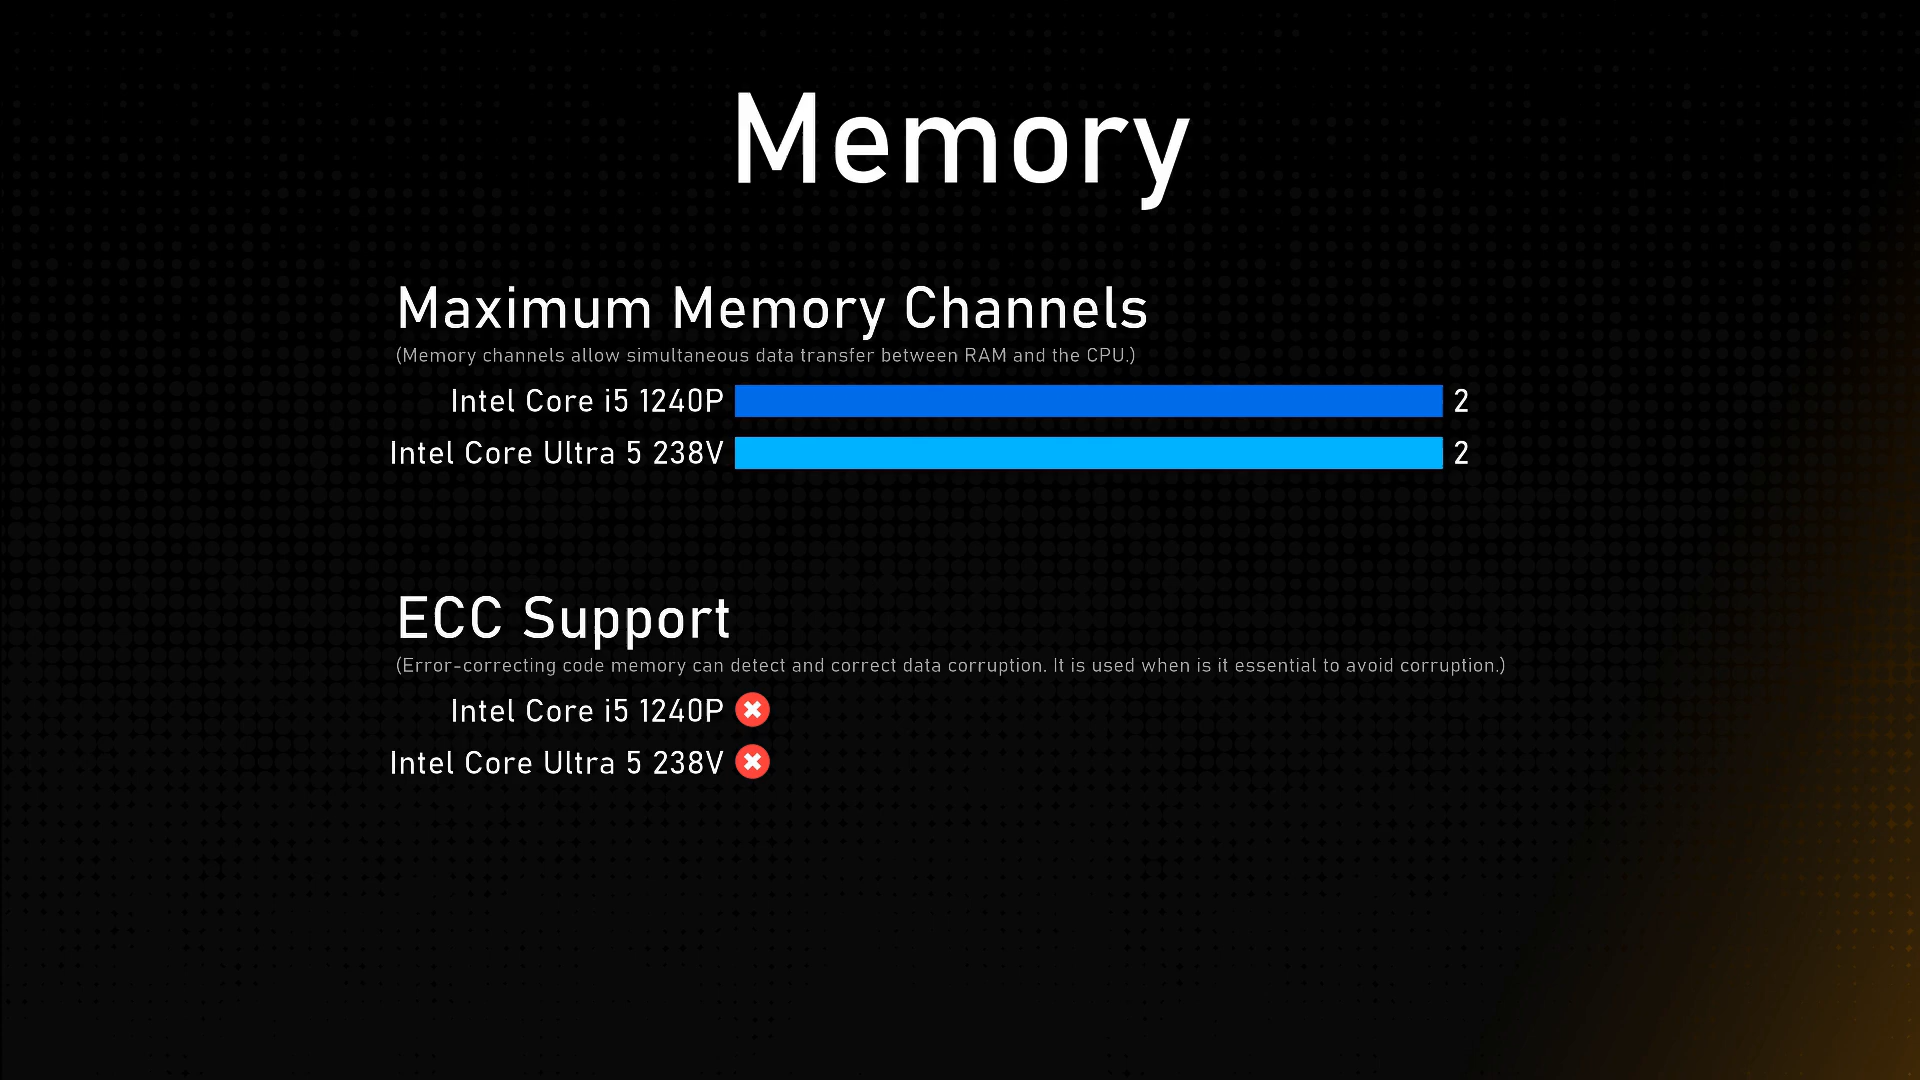 Memory
Maximum Memory Channels
(Memory channels allow simultaneous data transfer between RAM and the CPU.)
Intel Core i5 1240P 2
Intel Core Ultra 5 238V 2
ECC Support
(Error-correcting code memory can detect and correct data corruption. It is used when is it essential to avoid corruption.)
Intel Core i5 1240P
Intel Core Ultra 5 238V